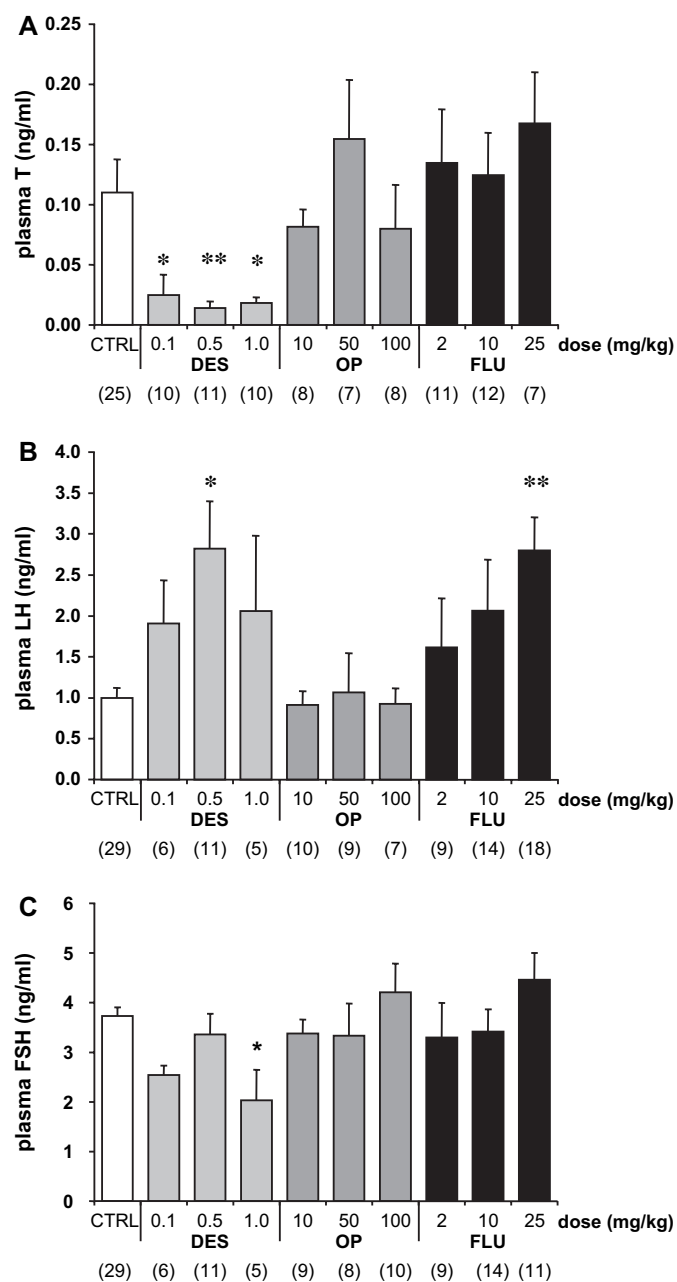 A
plasma T (ng/ml)
0.25
0.20
0.15
0.10
0.05
0.00
* ** *
CTRL 0.1 0.5 1.0 10 50 100 2 10 25 dose (mg/kg)
DES OP FLU
(25) (10) (11) (10) (8) (7) (8) (11) (12) (7)
B
plasma LH (ng/ml)
4.0
3.5
3.0
2.5
2.0
1.5
1.0
0.5
0.0
* **
CTRL 0.1 0.5 1.0 10 50 100 2 10 25 dose (mg/kg)
DES OP FLU
(29) (6) (11) (5) (10) (9) (7) (9) (14) (18)
C
plasma FSH (ng/ml)
6
5
4
3
2
1
0
*
CTRL 0.1 0.5 1.0 10 50 100 2 10 25 dose (mg/kg)
DES OP FLU
(29) (6) (11) (5) (9) (8) (10) (9) (14) (11)